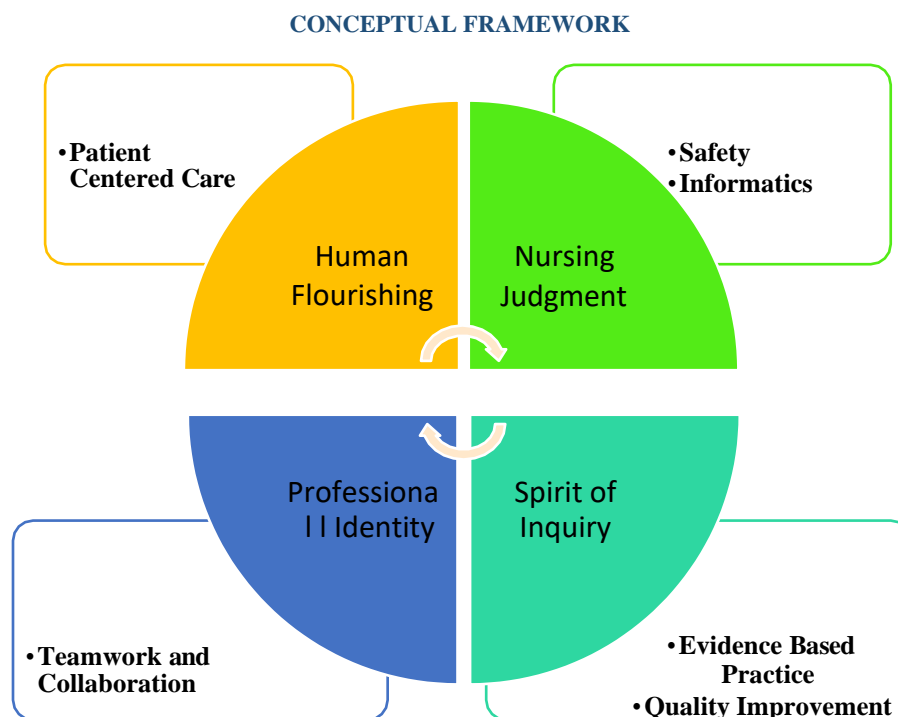 CONCEPTUAL FRAMEWORK
•Patient
Centered Care
•Safety
•Informatics
Human
Flourishing
Nursing
Judgment
Professiona
l l Identity
Spirit of
Inquiry
•Teamwork and
Collaboration
•Evidence Based
Practice
•Quality Improvement